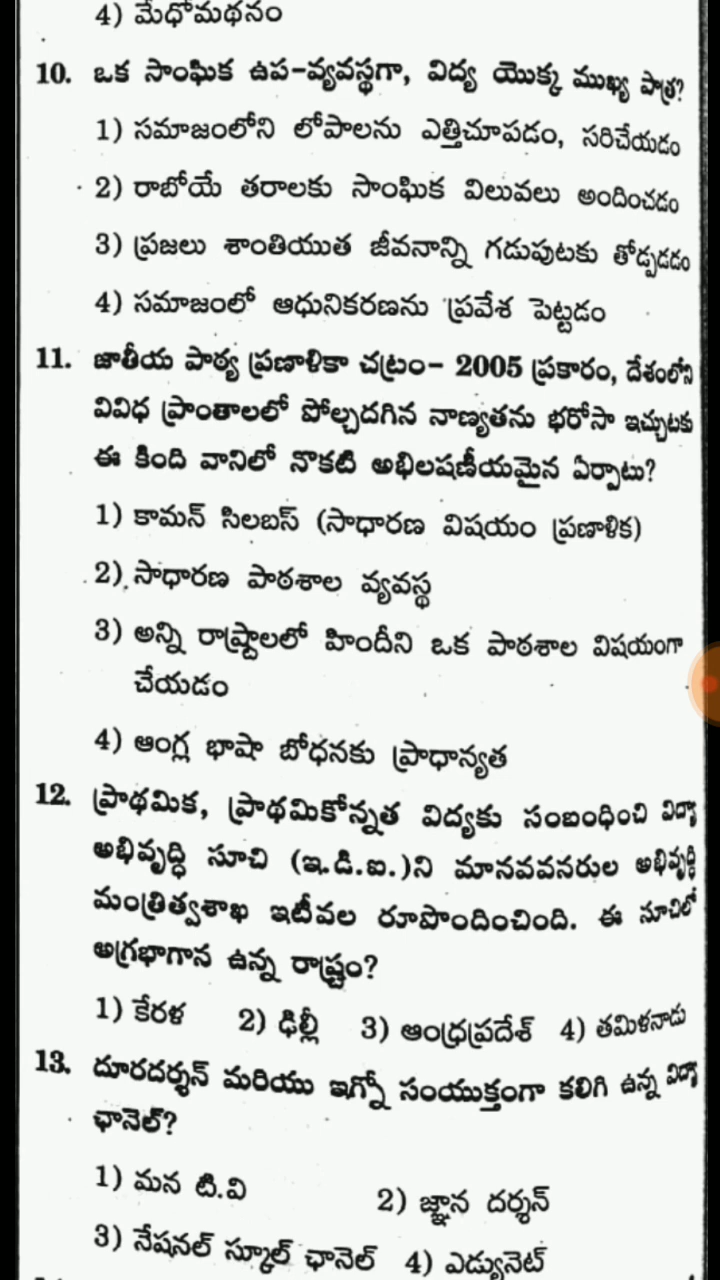 4) మేధోమథనం
10. ఒక సాంఘిక ఉప-వ్యవస్థగా, విద్య యొక్క ముఖ్య పాత్ర?
1) సమాజంలోని లోపాలను ఎత్తిచూపడం, సరిచేయడం
2) రాబోయే తరాలకు సాంఘిక విలువలు అందించడం
3) ప్రజలు శాంతియుత జీవనాన్ని గడుపుటకు తోడ్పడడం
4) సమాజంలో ఆధునికరణను ప్రవేశ పెట్టడం
11. జాతీయ పాఠ్య ప్రణాళికా చట్రం- 2005 ప్రకారం, దేశంలోని
వివిధ ప్రాంతాలలో పోల్చదగిన నాణ్యతను భరోసా ఇచ్చుటకు
ఈ కింది వానిలో నొకటి అభిలషణీయమైన ఏర్పాటు?
1) కామన్ సిలబస్ (సాధారణ విషయం ప్రణాళిక)
2) సాధారణ పాఠశాల వ్యవస్థ
3) అన్ని రాష్ట్రాలలో హిందీని ఒక పాఠశాల విషయంగా
చేయడం
4) ఆంగ్ల భాషా బోధనకు ప్రాధాన్యత
12. ప్రాథమిక, ప్రాథమికోన్నత విద్యకు సంబంధించి విద్యా
అభివృద్ధి సూచి (ఇ.డి.ఐ.)ని మానవవనరుల అభివృద్ధి
మంత్రిత్వశాఖ ఇటీవల రూపొందించింది. ఈ సూచిలో
అగ్రభాగాన ఉన్న రాష్ట్రం?
1) కేరళ 2) ఢిల్లీ 3) ఆంధ్రప్రదేశ్ 4) తమిళనాడు
13. దూరదర్శన్ మరియు ఇగ్నో సంయుక్తంగా కలిగి ఉన్న విద్యా
ఛానెల్?
1) మన టి.వి 2) జ్ఞాన దర్శన్
3) నేషనల్ స్కూల్ ఛానెల్ 4) ఎడ్యునెట్